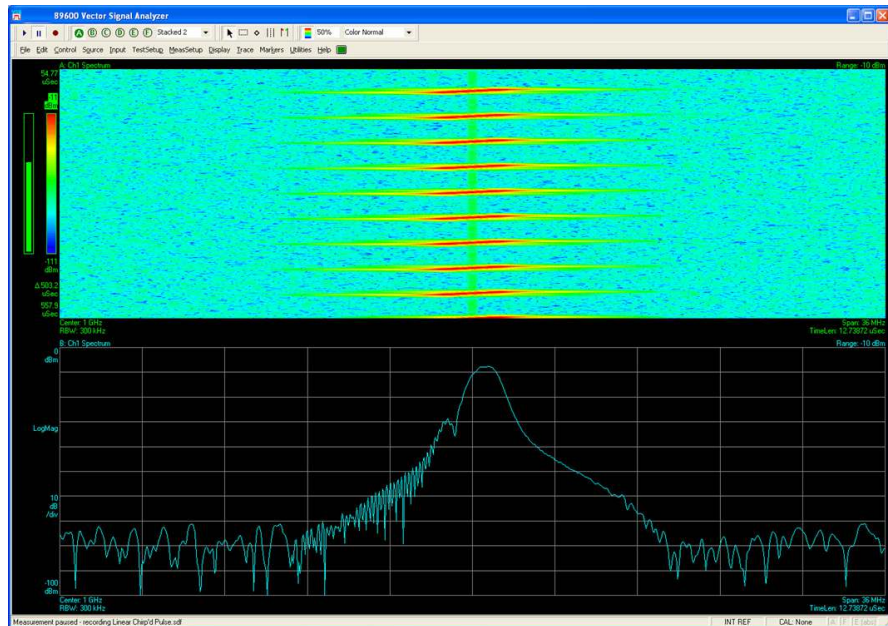 89600 Vector Signal Analyzer
A B C D E F Stacked 2 50% Color Normal
File Edit Control Source Input TestSetup MeasSetup Display Trace Markers Utilities Help
A: Ch1 Spectrum Range: -10 dBm
54.77
uSec
-11
dBm
-111
dBm
Δ 503.2
uSec
557.9
uSec
Center: 1 GHz Span: 36 MHz
RBW: 300 kHz TimeLen: 12.73872 uSec
B: Ch1 Spectrum Range: -10 dBm
0
dBm
LogMag
10
dB
/div
-100
dBm
Center: 1 GHz Span: 36 MHz
RBW: 300 kHz TimeLen: 12.73872 uSec
Measurement paused - recording Linear Chirp'd Pulse.sdf INT REF CAL: None